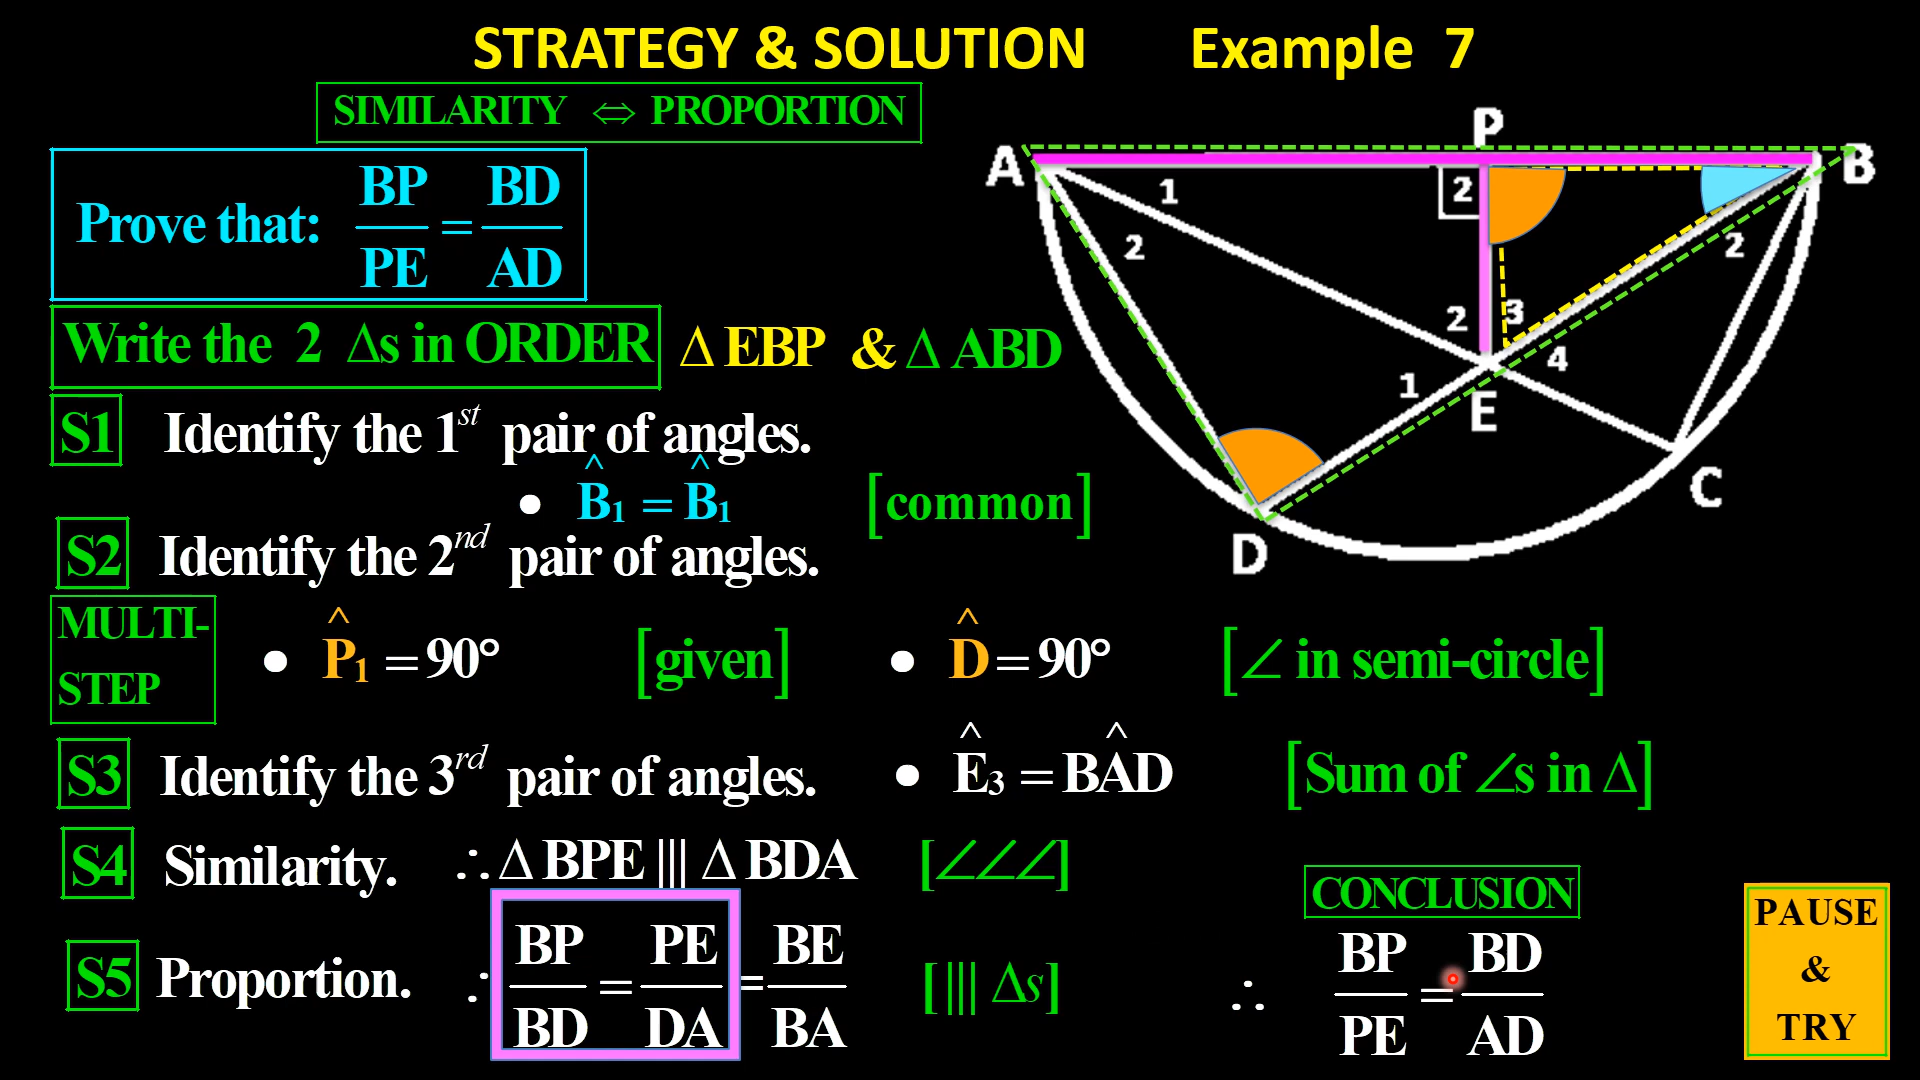 STRATEGY & SOLUTION Example 7
SIMILARITY ⇔ PROPORTION
Prove that: BP/PE = BD/AD
Write the 2 Δs in ORDER Δ EBP & Δ ABD
S1 Identify the 1st pair of angles.
• B̂1 = B̂1 [common]
S2 Identify the 2nd pair of angles.
MULTI-
STEP
• P̂1 = 90° [given] • D̂ = 90° [∠ in semi-circle]
S3 Identify the 3rd pair of angles. • Ê3 = BÂD [Sum of ∠s in Δ]
S4 Similarity. ∴ Δ BPE ||| Δ BDA [∠∠∠]
S5 Proportion. ∴ BP/BD = PE/DA = BE/BA [||| Δs]
CONCLUSION
∴ BP/PE = BD/AD
PAUSE
&
TRY
P
A
B
1
2
2
2
2
3
4
1
E
C
D